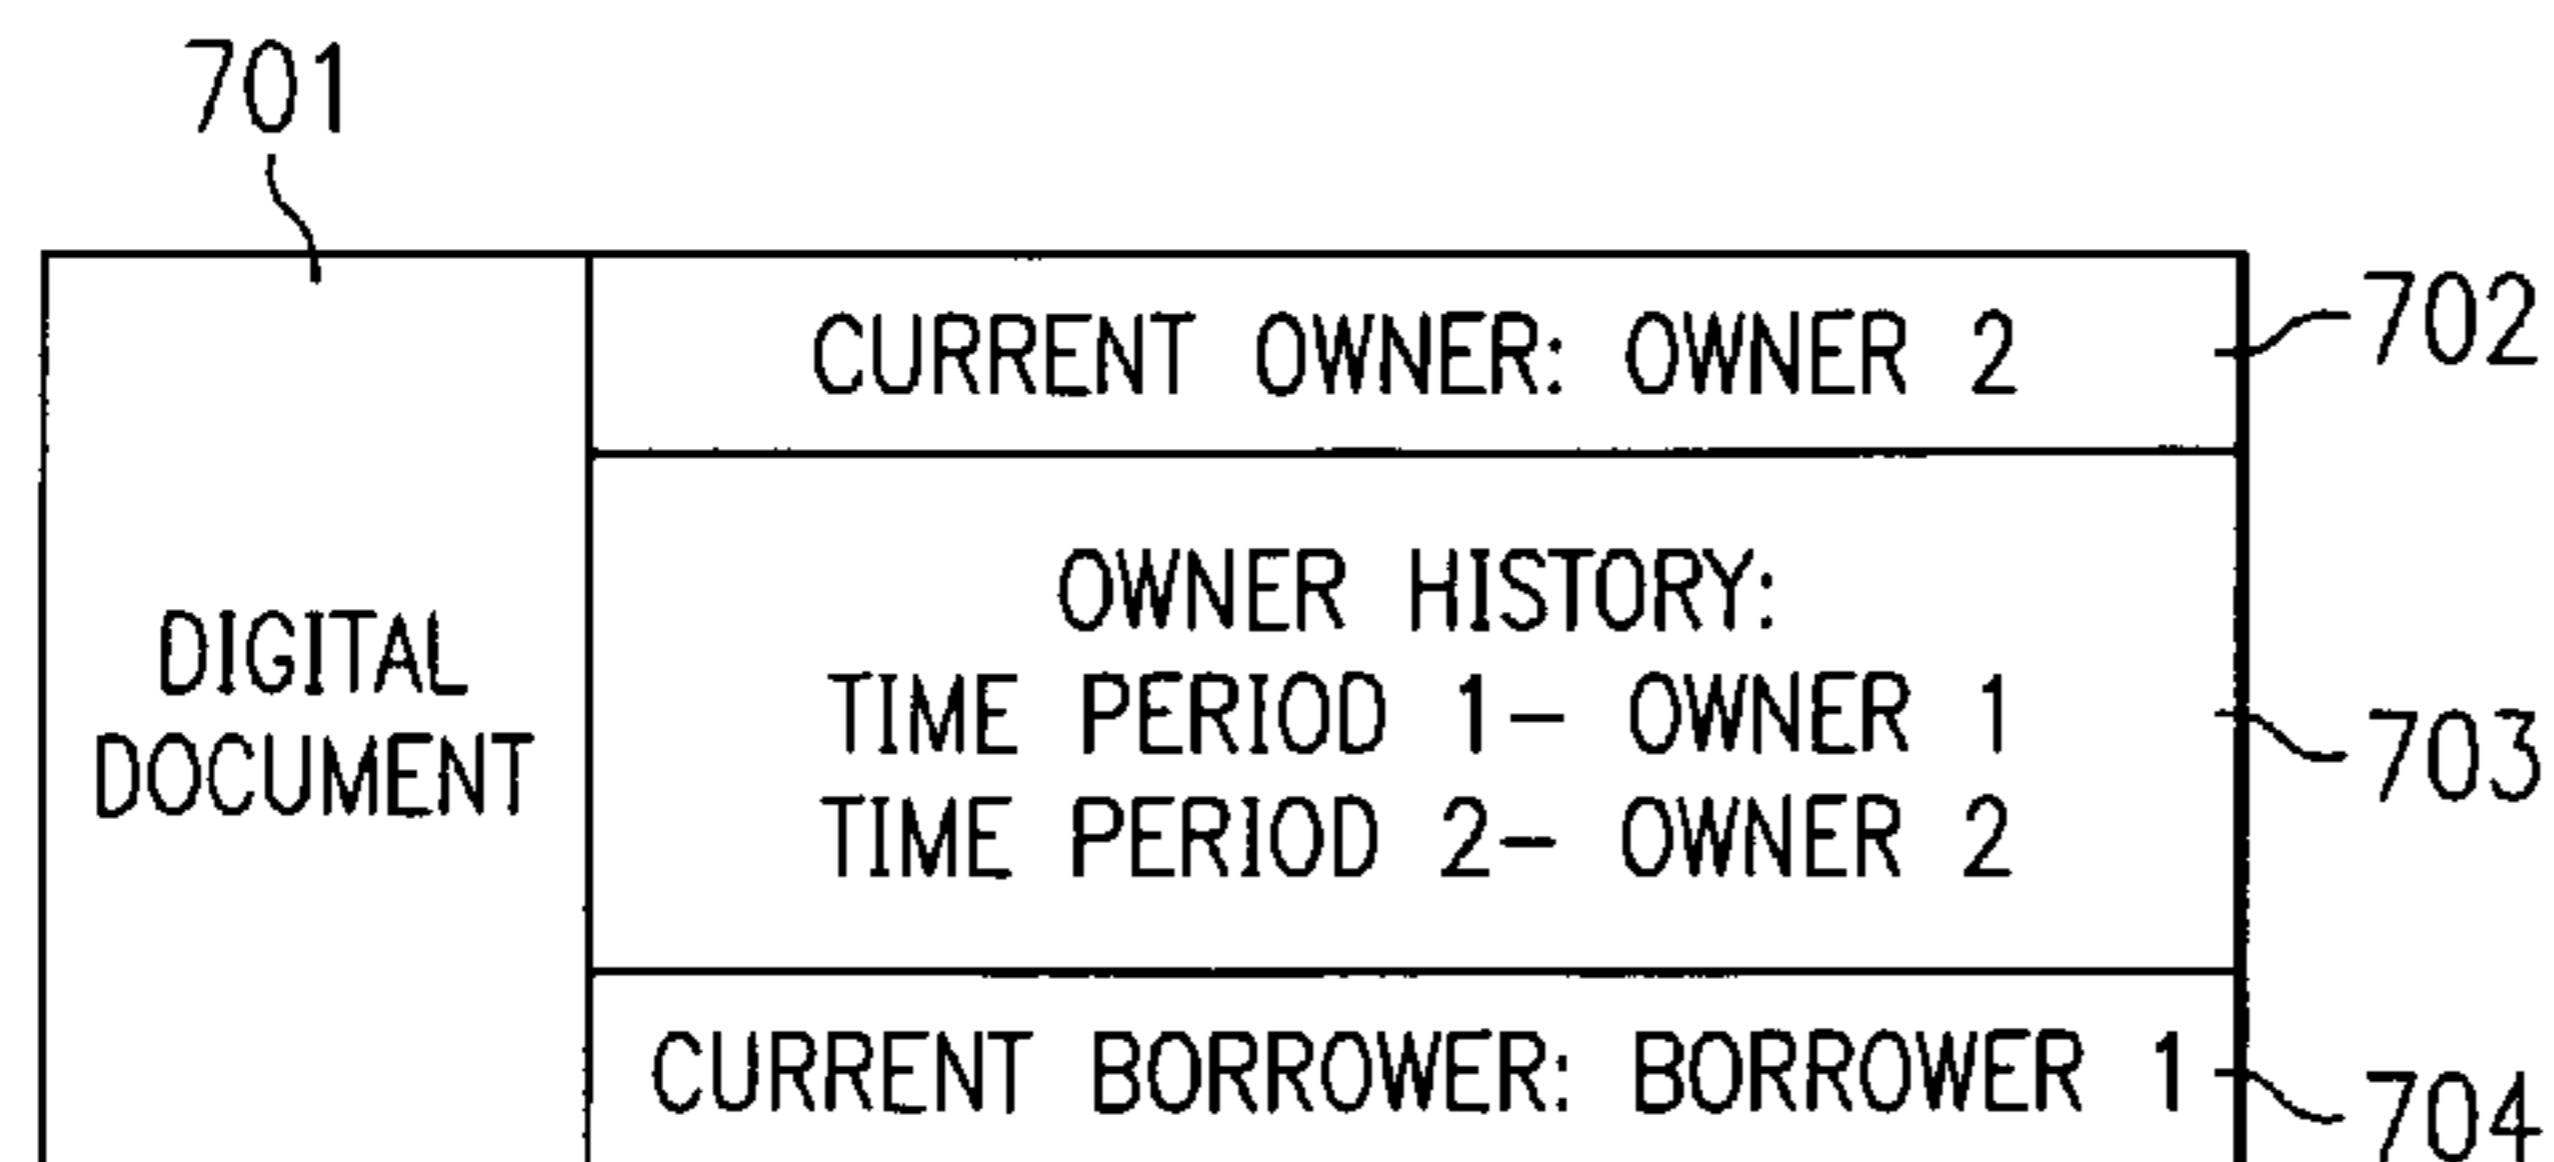 701
CURRENT OWNER: OWNER 2
702
DIGITAL
DOCUMENT
OWNER HISTORY:
TIME PERIOD 1- OWNER 1
TIME PERIOD 2- OWNER 2
703
CURRENT BORROWER: BORROWER 1
704